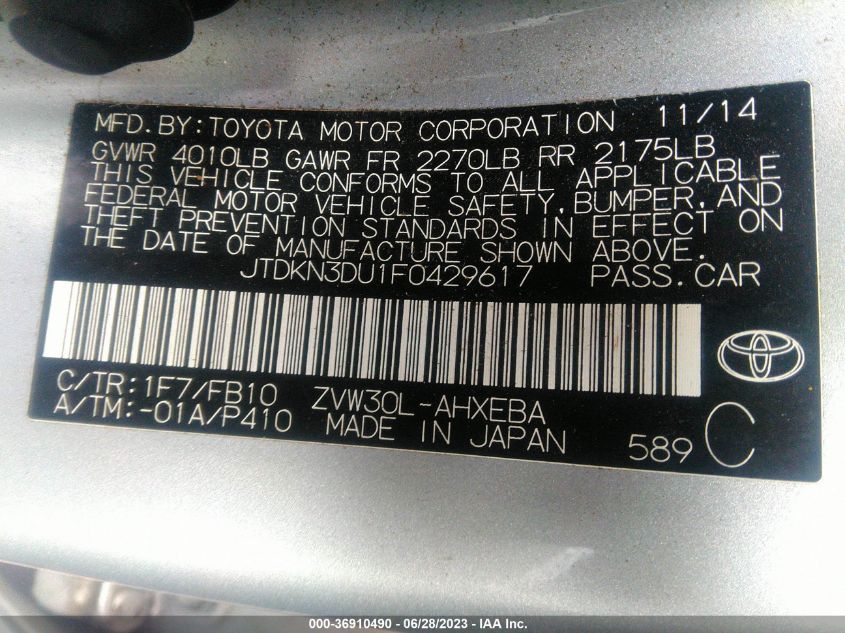 MFD.BY:TOYOTA MOTOR CORPORATION 11/14
GVWR 4010LB GAWR FR 2270LB RR 2175LB
THIS VEHICLE CONFORMS TO ALL APPLICABLE
FEDERAL MOTOR VEHICLE SAFETY, BUMPER, AND
THEFT PREVENTION STANDARDS IN EFFECT ON
THE DATE OF MANUFACTURE SHOWN ABOVE.
JTDKN3DU1F0429617 PASS.CAR
C/TR:1F7/FB10 ZVW30L-AHXEBA
A/TM:-01A/P410 MADE IN JAPAN 589 C
000-36910490 - 06/28/2023 - IAA Inc.